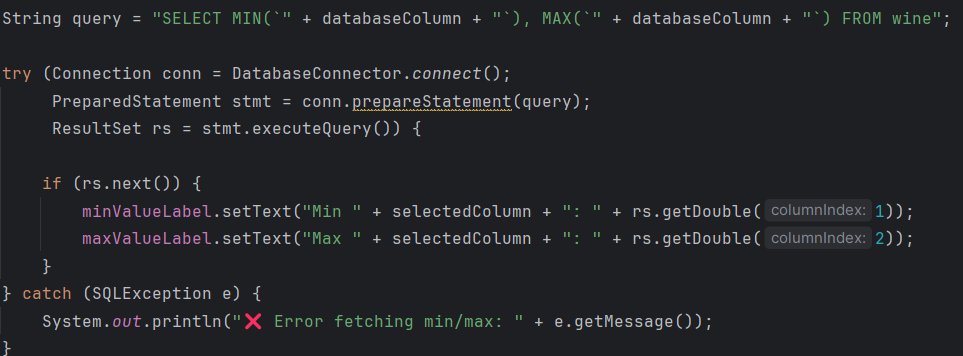 String query = "SELECT MIN(`" + databaseColumn + "`), MAX(`" + databaseColumn + "`) FROM wine";
try (Connection conn = DatabaseConnector.connect();
PreparedStatement stmt = conn.prepareStatement(query);
ResultSet rs = stmt.executeQuery()) {
if (rs.next()) {
minValueLabel.setText("Min " + selectedColumn + ": " + rs.getDouble( columnIndex: 1));
maxValueLabel.setText("Max " + selectedColumn + ": " + rs.getDouble( columnIndex: 2));
}
} catch (SQLException e) {
System.out.println("❌ Error fetching min/max: " + e.getMessage());
}